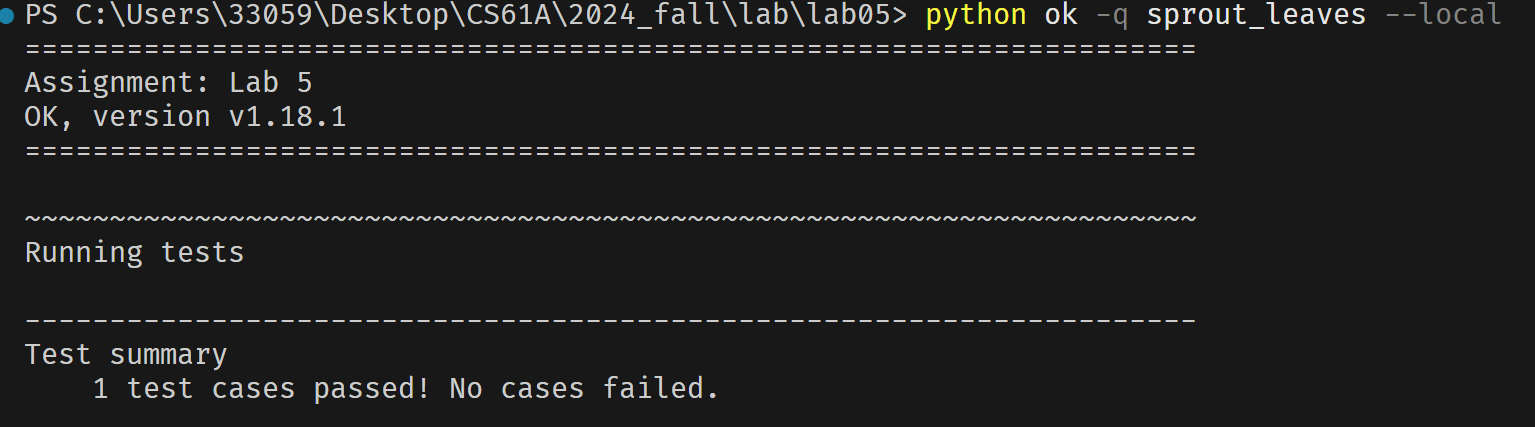 PS C:\Users\33059\Desktop\CS61A\2024_fall\lab\lab05> python ok -q sprout_leaves --local
=====================================================================
Assignment: Lab 5
OK, version v1.18.1
=====================================================================
~~~~~~~~~~~~~~~~~~~~~~~~~~~~~~~~~~~~~~~~~~~~~~~~~~~~~~~~~~~~~~~~~~~~~
Running tests
---------------------------------------------------------------------
Test summary
    1 test cases passed! No cases failed.